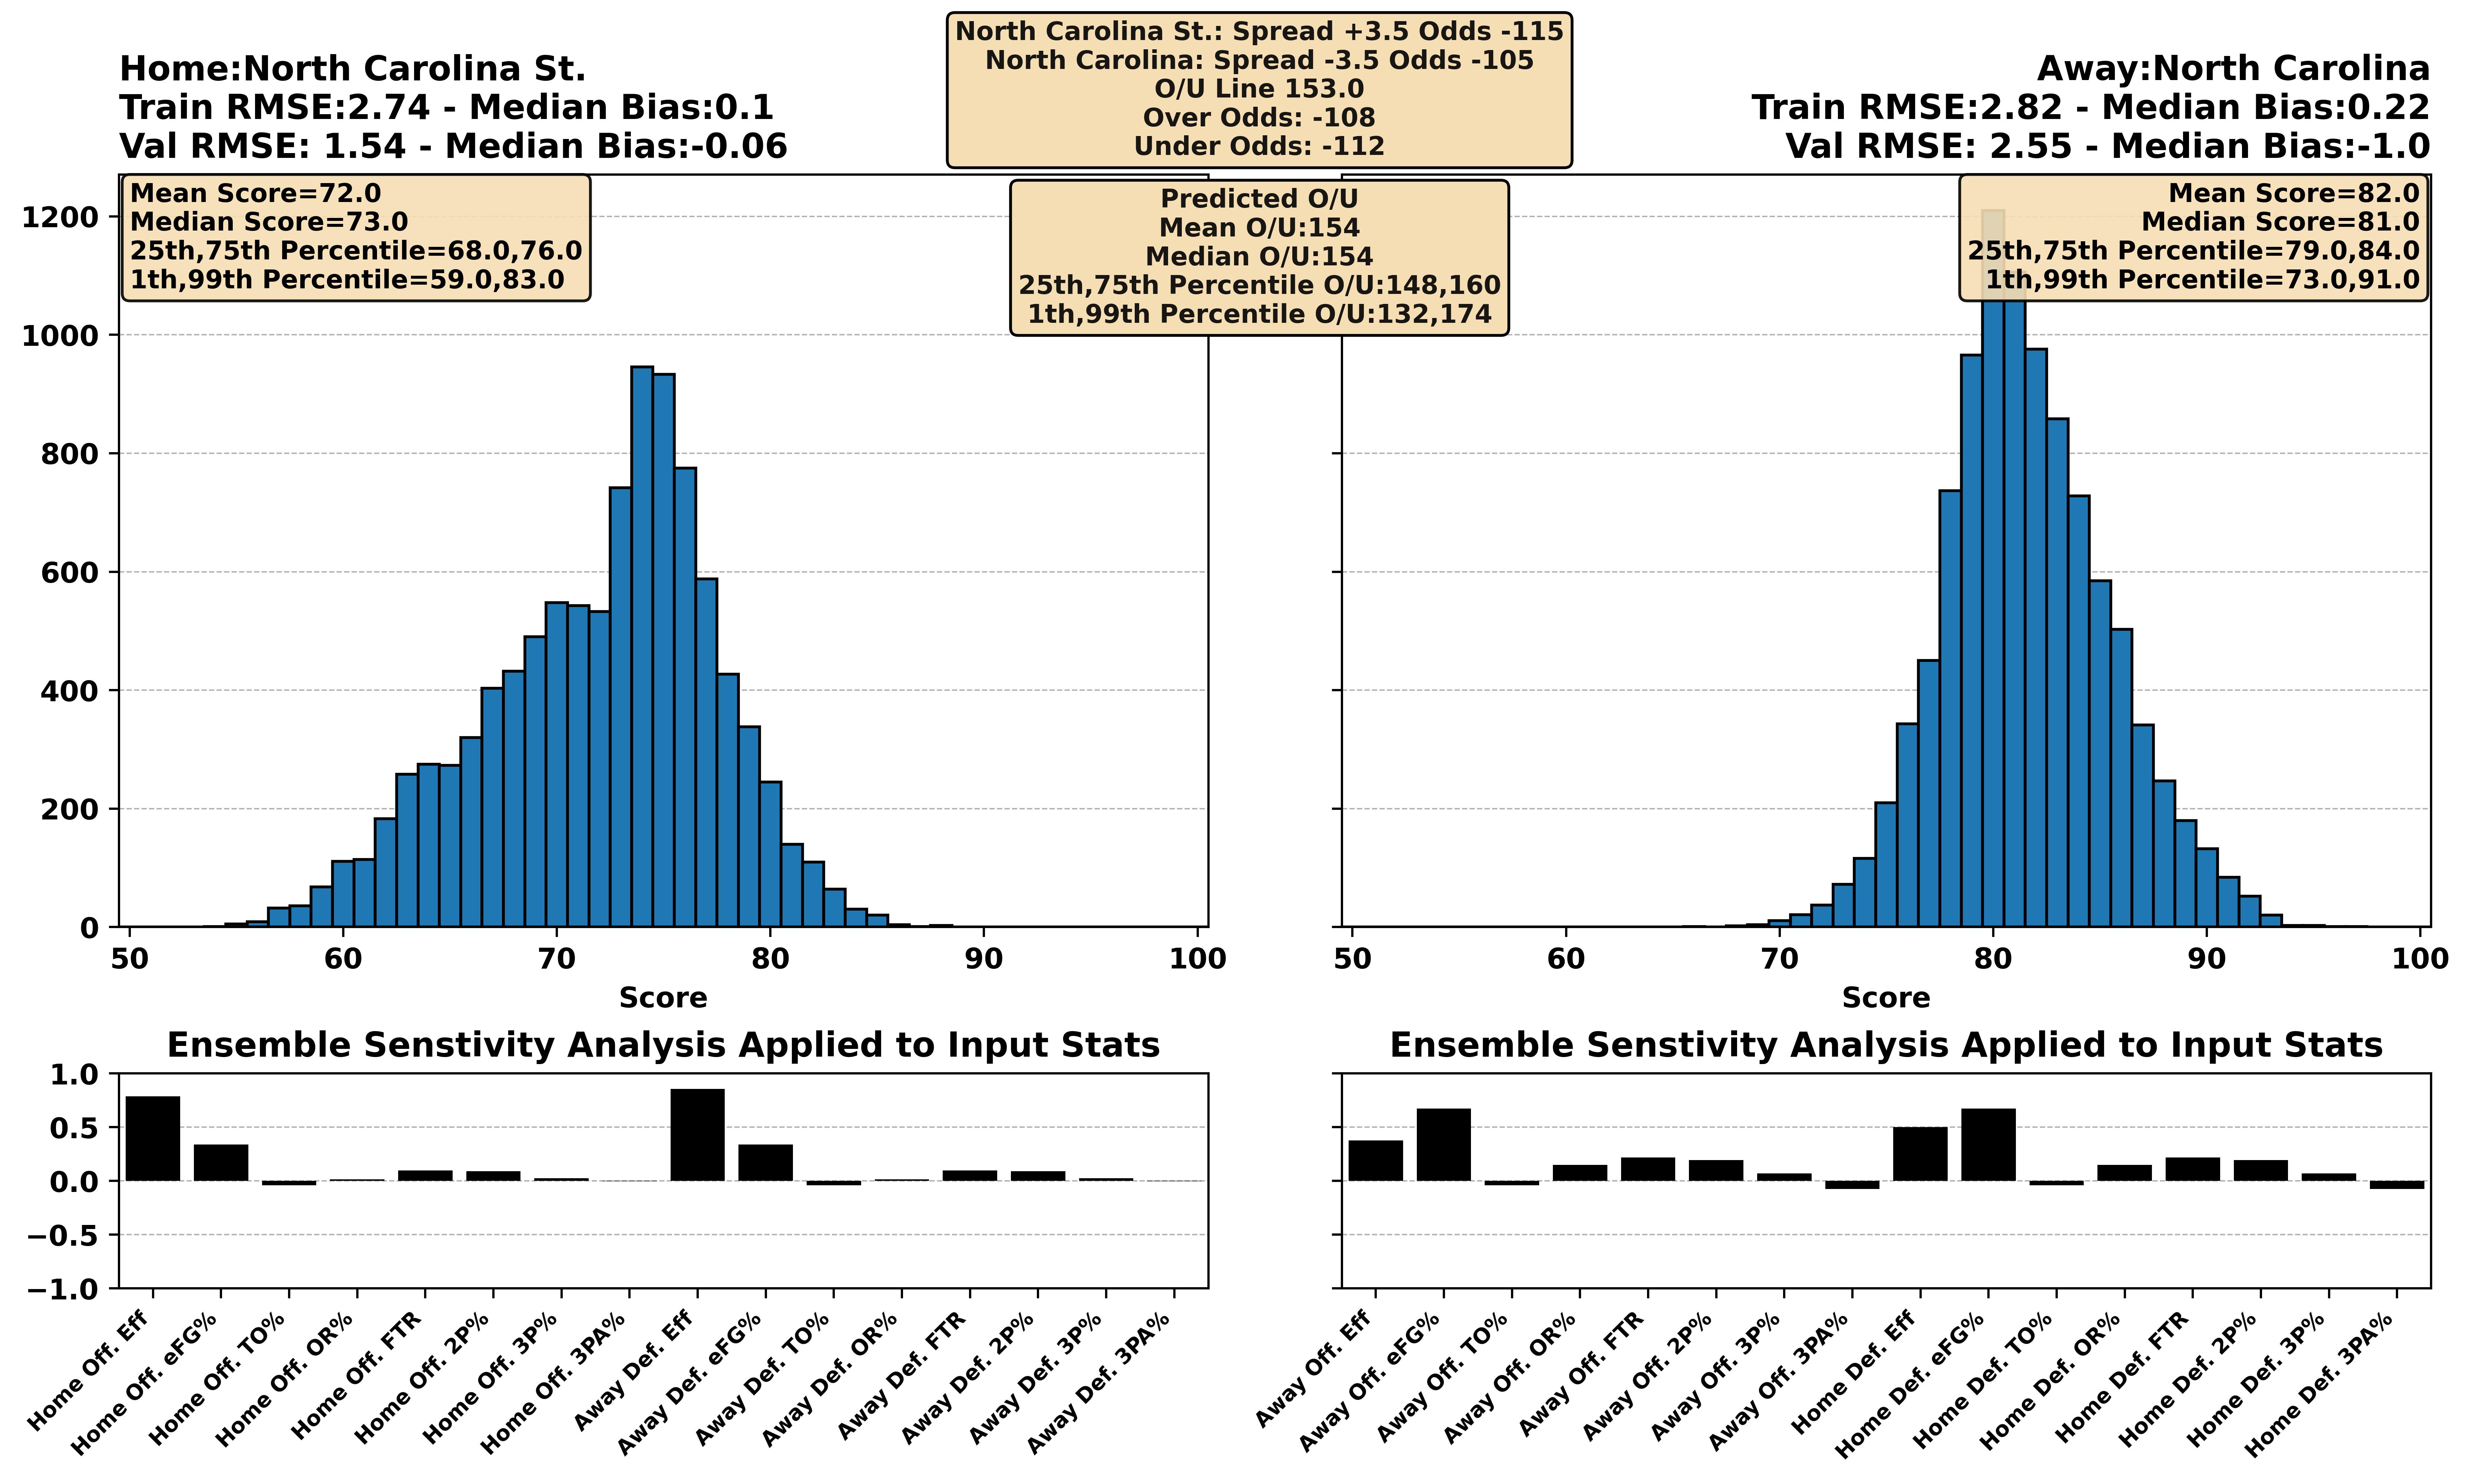 North Carolina St.: Spread +3.5 Odds -115
North Carolina: Spread -3.5 Odds -105
O/U Line 153.0
Over Odds: -108
Under Odds: -112
Home:North Carolina St.
Train RMSE:2.74 - Median Bias:0.1
Val RMSE: 1.54 - Median Bias:-0.06
Away:North Carolina
Train RMSE:2.82 - Median Bias:0.22
Val RMSE: 2.55 - Median Bias:-1.0
Mean Score=72.0
Median Score=73.0
25th,75th Percentile=68.0,76.0
1th,99th Percentile=59.0,83.0
Predicted O/U
Mean O/U:154
Median O/U:154
25th,75th Percentile O/U:148,160
1th,99th Percentile O/U:132,174
Mean Score=82.0
Median Score=81.0
25th,75th Percentile=79.0,84.0
1th,99th Percentile=73.0,91.0
1200
1000
800
600
400
200
0
50 60 70 80 90 100
Score
50 60 70 80 90 100
Score
Ensemble Senstivity Analysis Applied to Input Stats
Ensemble Senstivity Analysis Applied to Input Stats
1.0
0.5
0.0
−0.5
−1.0
Home Off. Eff
Home Off. eFG%
Home Off. TO%
Home Off. OR%
Home Off. FTR
Home Off. 2P%
Home Off. 3P%
Home Off. 3PA%
Away Def. Eff
Away Def. eFG%
Away Def. TO%
Away Def. OR%
Away Def. FTR
Away Def. 2P%
Away Def. 3P%
Away Def. 3PA%
Away Off. Eff
Away Off. eFG%
Away Off. TO%
Away Off. OR%
Away Off. FTR
Away Off. 2P%
Away Off. 3P%
Away Off. 3PA%
Home Def. Eff
Home Def. eFG%
Home Def. TO%
Home Def. OR%
Home Def. FTR
Home Def. 2P%
Home Def. 3P%
Home Def. 3PA%